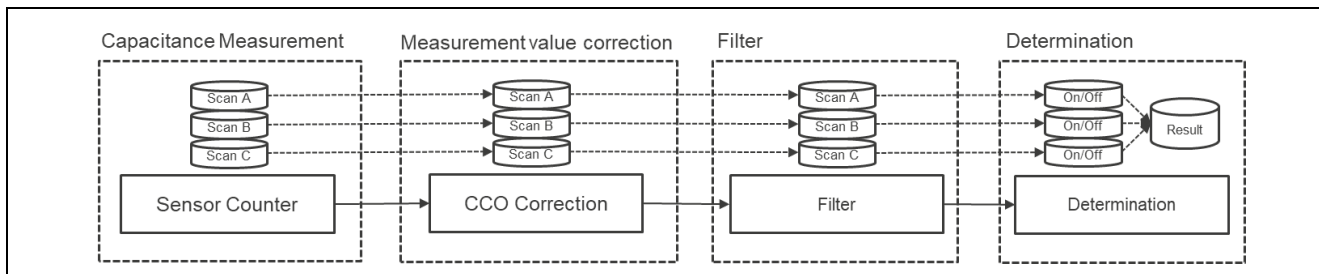 Capacitance Measurement
Measurement value correction
Filter
Determination
Scan A
Scan A
Scan A
On/Off
Scan B
Scan B
Scan B
On/Off
Result
Scan C
Scan C
Scan C
On/Off
Sensor Counter
CCO Correction
Filter
Determination